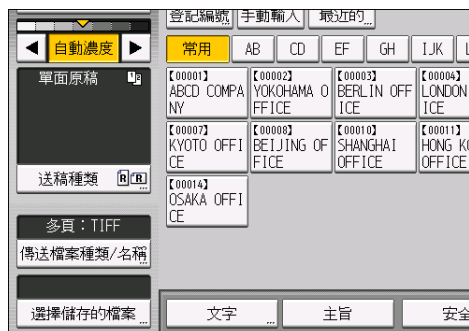 登記編號 手動輸入 最近的
自動濃度
常用 AB CD EF GH IJK
單面原稿
[00001] [00002] [00003] [00004]
ABCD COMPA YOKOHAMA O BERLIN OFF LONDON
NY FFICE ICE ICE
[00007] [00008] [00010] [00011]
KYOTO OFFI BEIJING OF SHANGHAI HONG K
CE FICE OFFICE OFFICE
送稿種類
[00014]
OSAKA OFFI
CE
多頁：TIFF
傳送檔案種類/名稱
選擇儲存的檔案 文字 主旨 安全